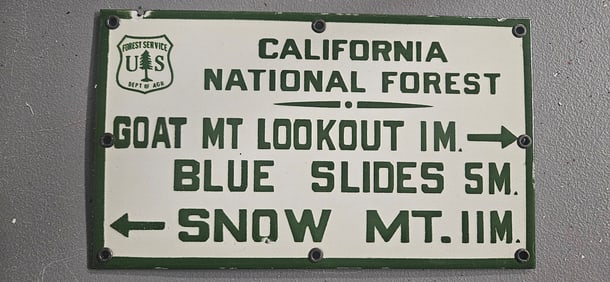 FOREST SERVICE
U S
DEPT OF AGR
CALIFORNIA
NATIONAL FOREST
GOAT MT LOOKOUT 1M. →
BLUE SLIDES 5M.
← SNOW MT. 11M.